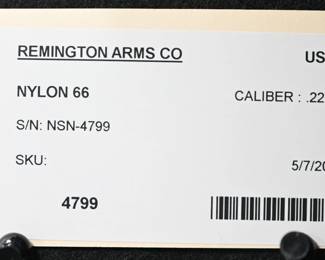 REMINGTON ARMS CO US
NYLON 66 CALIBER : .22
S/N: NSN-4799
SKU:
5/7/20
4799